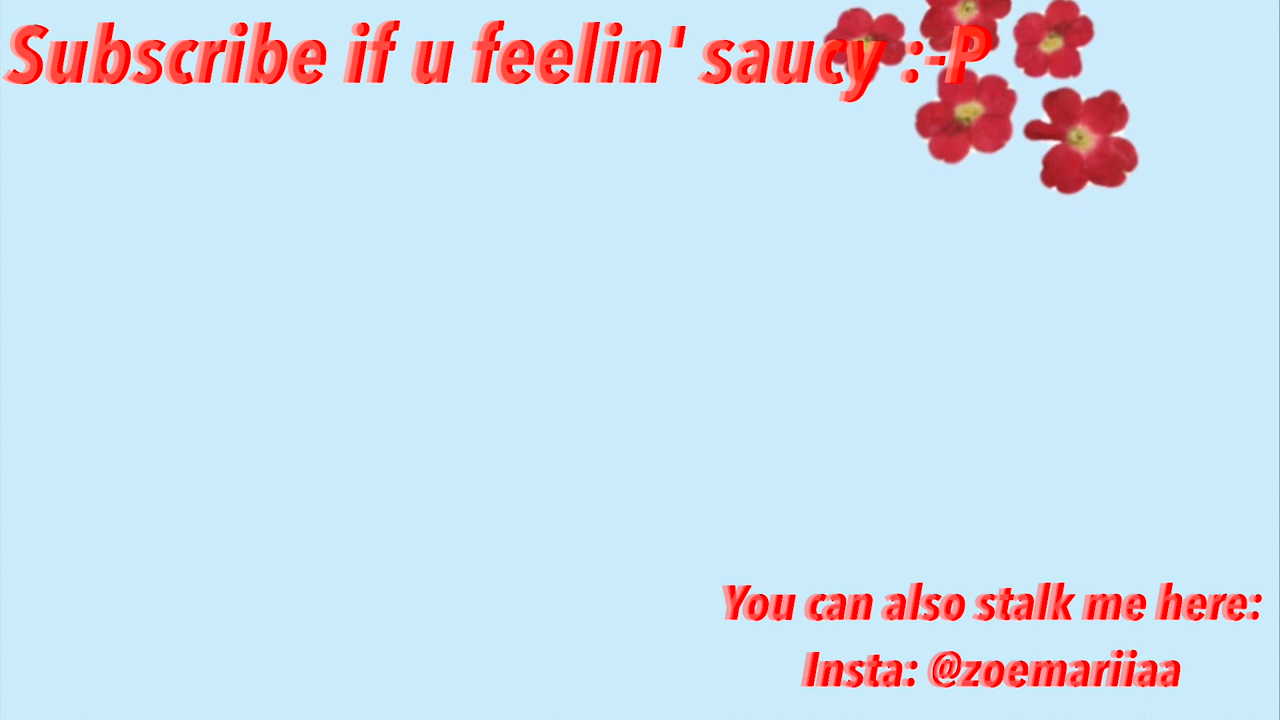 Subscribe if u feelin' saucy :-P
You can also stalk me here:
Insta: @zoemariiaa